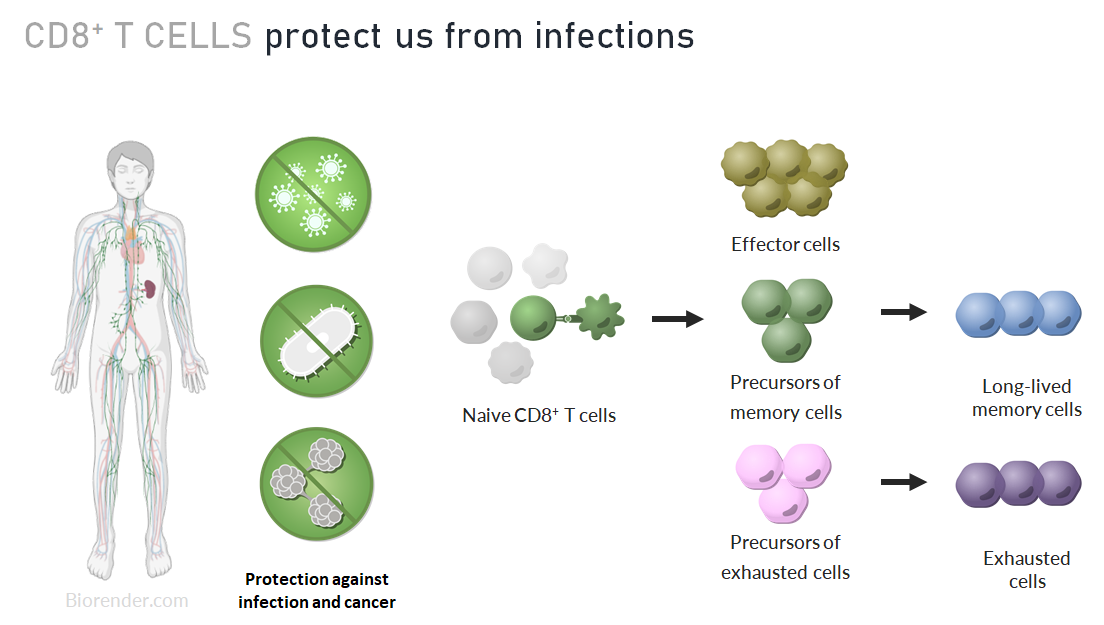 CD8⁺ T CELLS protect us from infections
Effector cells
Naive CD8⁺ T cells
Precursors of
memory cells
Long-lived
memory cells
Precursors of
exhausted cells
Exhausted
cells
Protection against
infection and cancer
Biorender.com